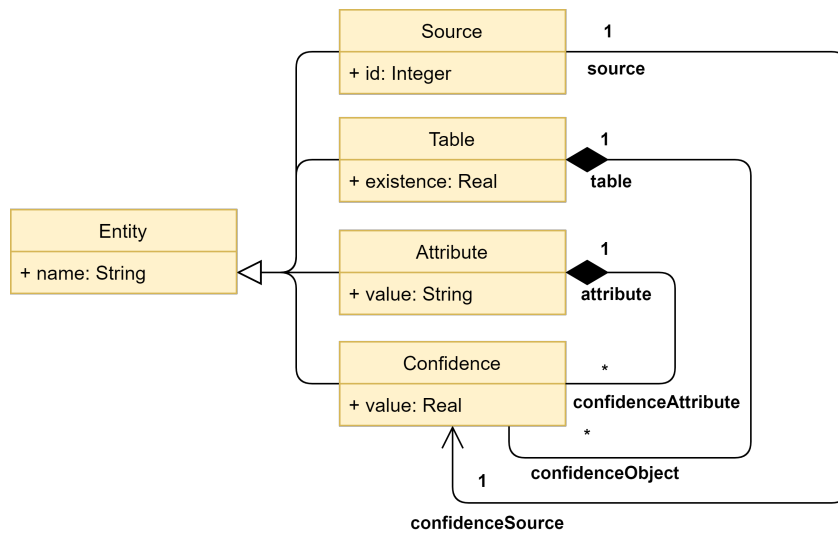 Source
1
+ id: Integer
source
Table
1
+ existence: Real
table
Entity
+ name: String
Attribute
1
+ value: String
attribute
Confidence
*
+ value: Real
confidenceAttribute
*
confidenceObject
1
confidenceSource